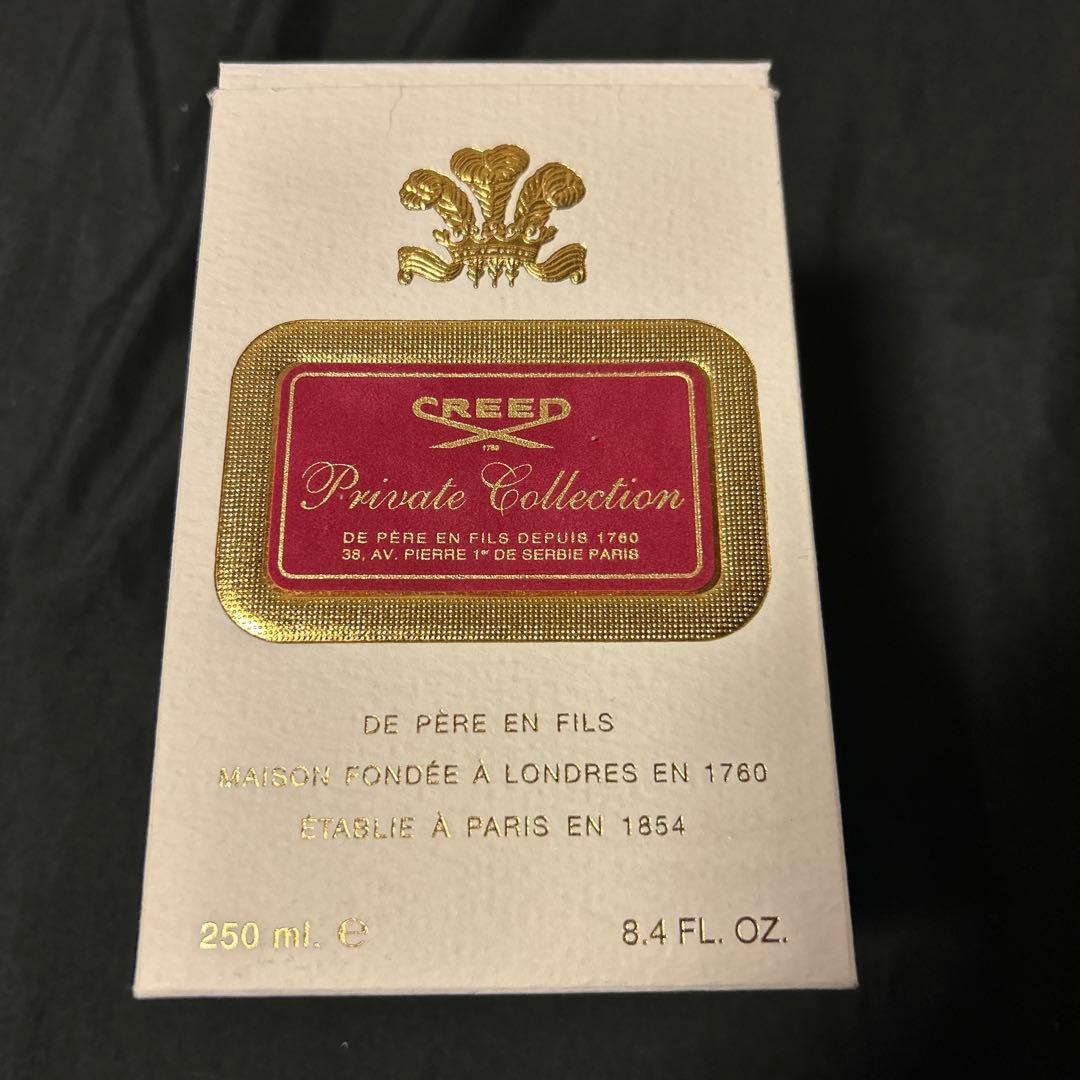 CREED
1760
Private Collection
DE PÈRE EN FILS DEPUIS 1760
38, AV. PIERRE 1er DE SERBIE PARIS
DE PÈRE EN FILS
MAISON FONDÉE À LONDRES EN 1760
ÉTABLIE À PARIS EN 1854
250 ml. ℮ 8.4 FL. OZ.